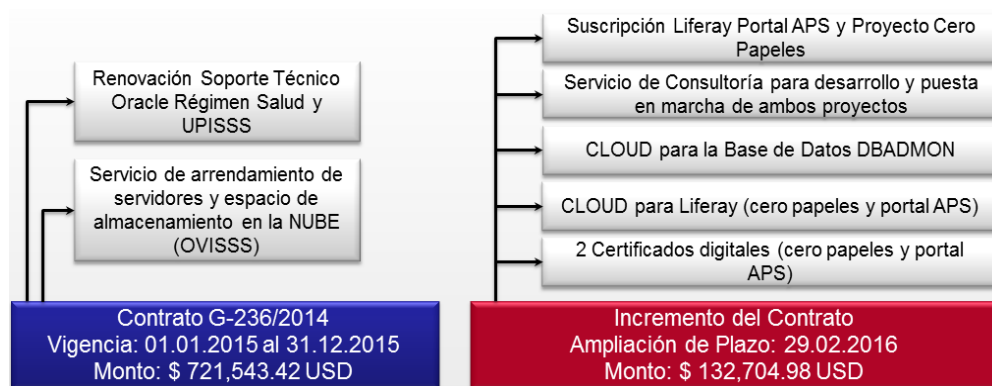 Renovación Soporte Técnico
Oracle Régimen Salud y
UPISSS
Servicio de arrendamiento de
servidores y espacio de
almacenamiento en la NUBE
(OVISSS)
Contrato G-236/2014
Vigencia: 01.01.2015 al 31.12.2015
Monto: $ 721,543.42 USD
Suscripción Liferay Portal APS y Proyecto Cero
Papeles
Servicio de Consultoría para desarrollo y puesta
en marcha de ambos proyectos
CLOUD para la Base de Datos DBADMON
CLOUD para Liferay (cero papeles y portal APS)
2 Certificados digitales (cero papeles y portal
APS)
Incremento del Contrato
Ampliación de Plazo: 29.02.2016
Monto: $ 132,704.98 USD